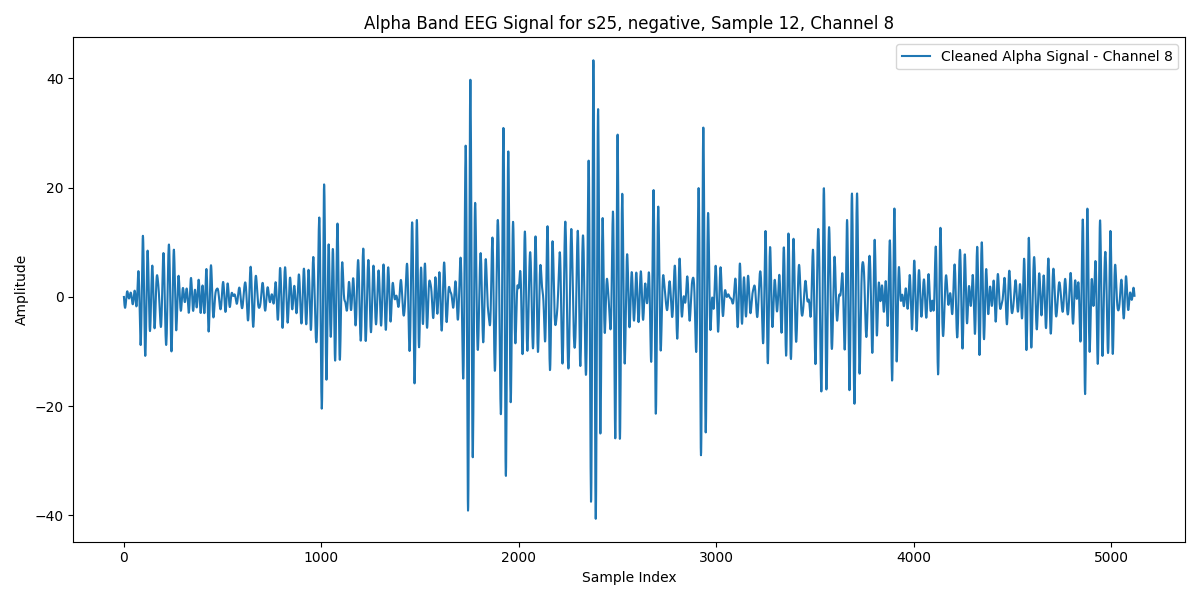 Alpha Band EEG Signal for s25, negative, Sample 12, Channel 8
Cleaned Alpha Signal - Channel 8
Amplitude
40
20
0
−20
−40
0 1000 2000 3000 4000 5000
Sample Index